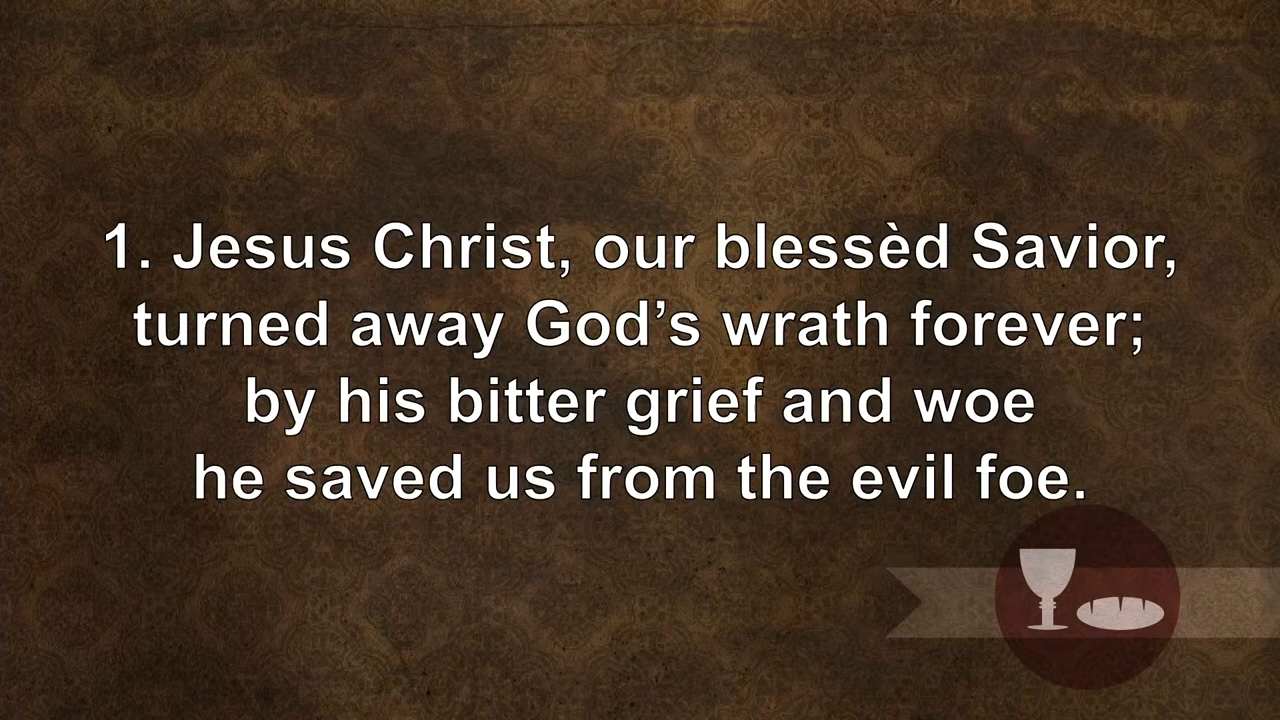 1. Jesus Christ, our blessèd Savior,
turned away God’s wrath forever;
by his bitter grief and woe
he saved us from the evil foe.